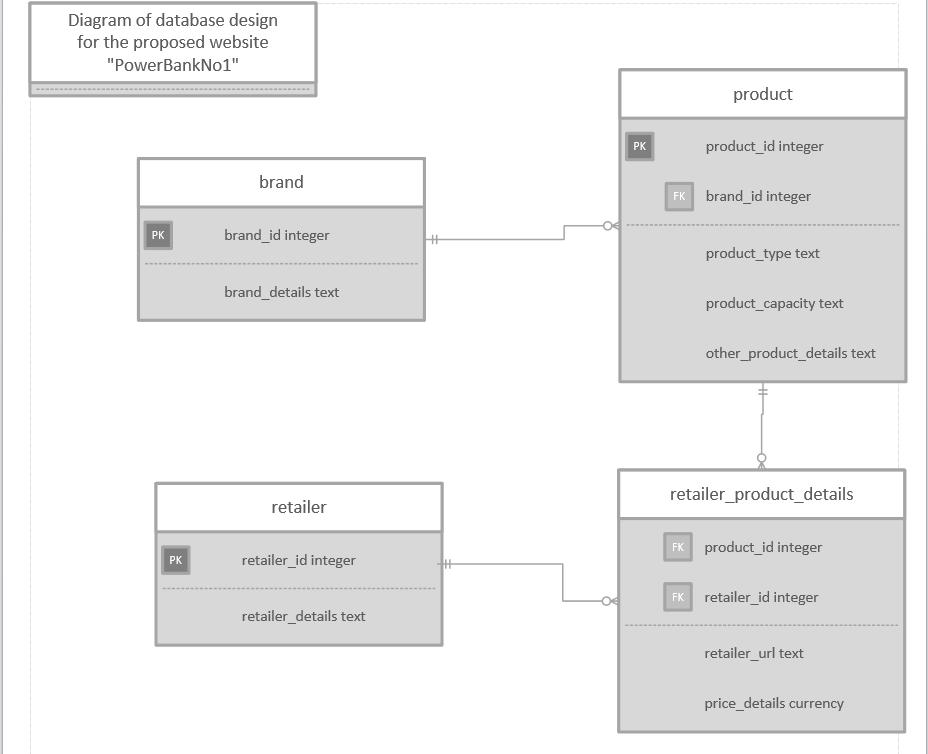 Diagram of database design
for the proposed website
"PowerBankNo1"
product
PK product_id integer
FK brand_id integer
product_type text
product_capacity text
other_product_details text
brand
PK brand_id integer
brand_details text
retailer
PK retailer_id integer
retailer_details text
retailer_product_details
FK product_id integer
FK retailer_id integer
retailer_url text
price_details currency